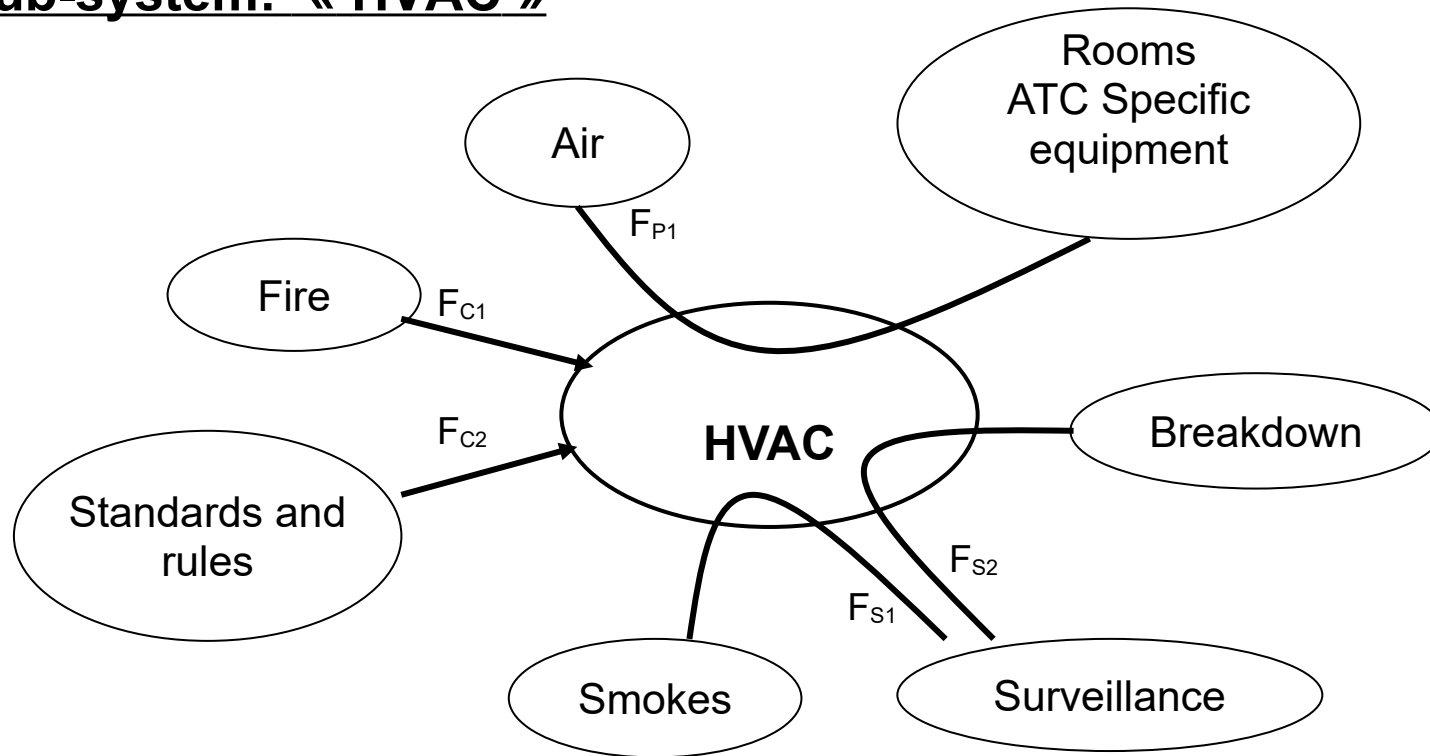 ub-system: « HVAC »
Rooms
ATC Specific
equipment
Air
FP1
Fire
FC1
FC2
HVAC
Breakdown
Standards and
rules
FS2
FS1
Smokes
Surveillance